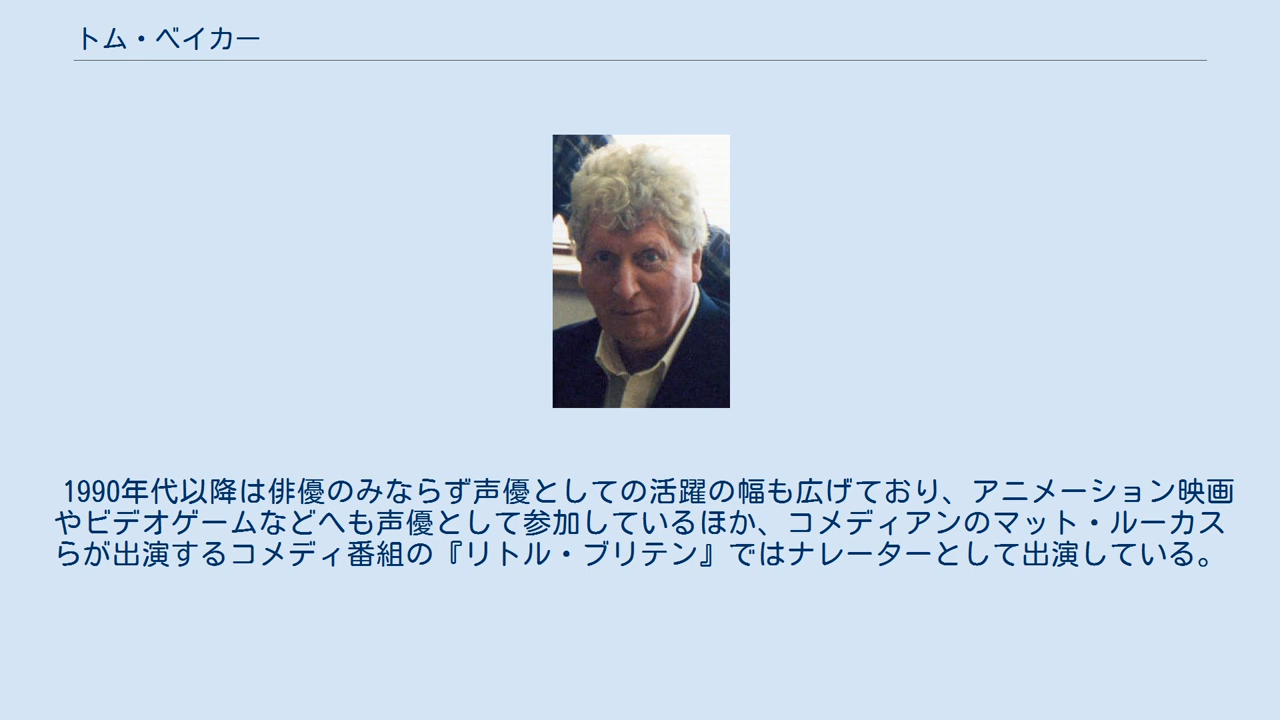 トム・ベイカー
1990年代以降は俳優のみならず声優としての活躍の幅も広げており、アニメーション映画
やビデオゲームなどへも声優として参加しているほか、コメディアンのマット・ルーカス
らが出演するコメディ番組の『リトル・ブリテン』ではナレーターとして出演している。